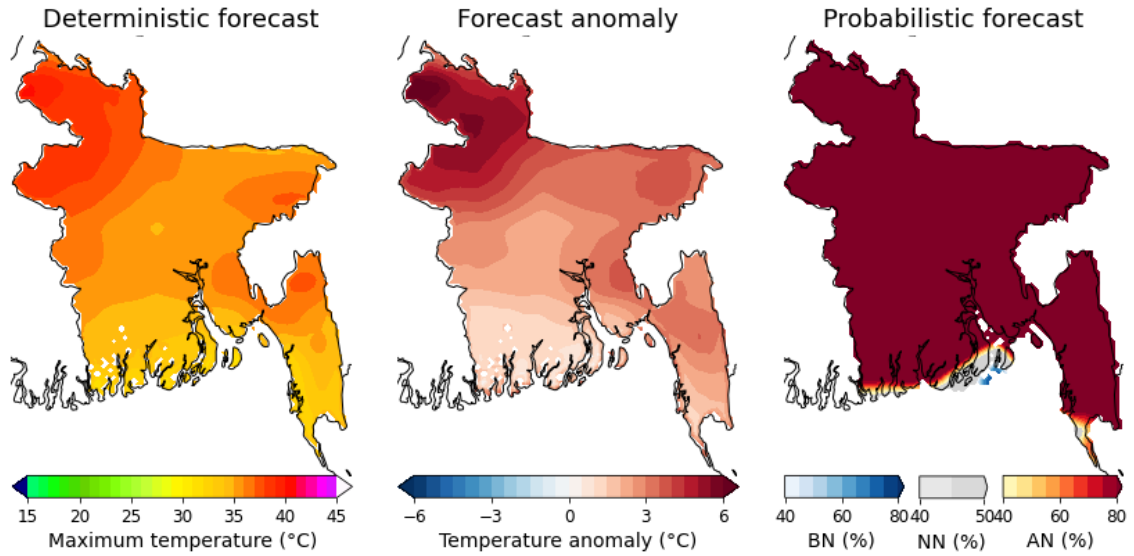 Deterministic forecast
Forecast anomaly
Probabilistic forecast
15 20 25 30 35 40 45
−6 −3 0 3 6
40 60 80 40 50 40 60 80
Maximum temperature (°C)
Temperature anomaly (°C)
BN (%) NN (%) AN (%)